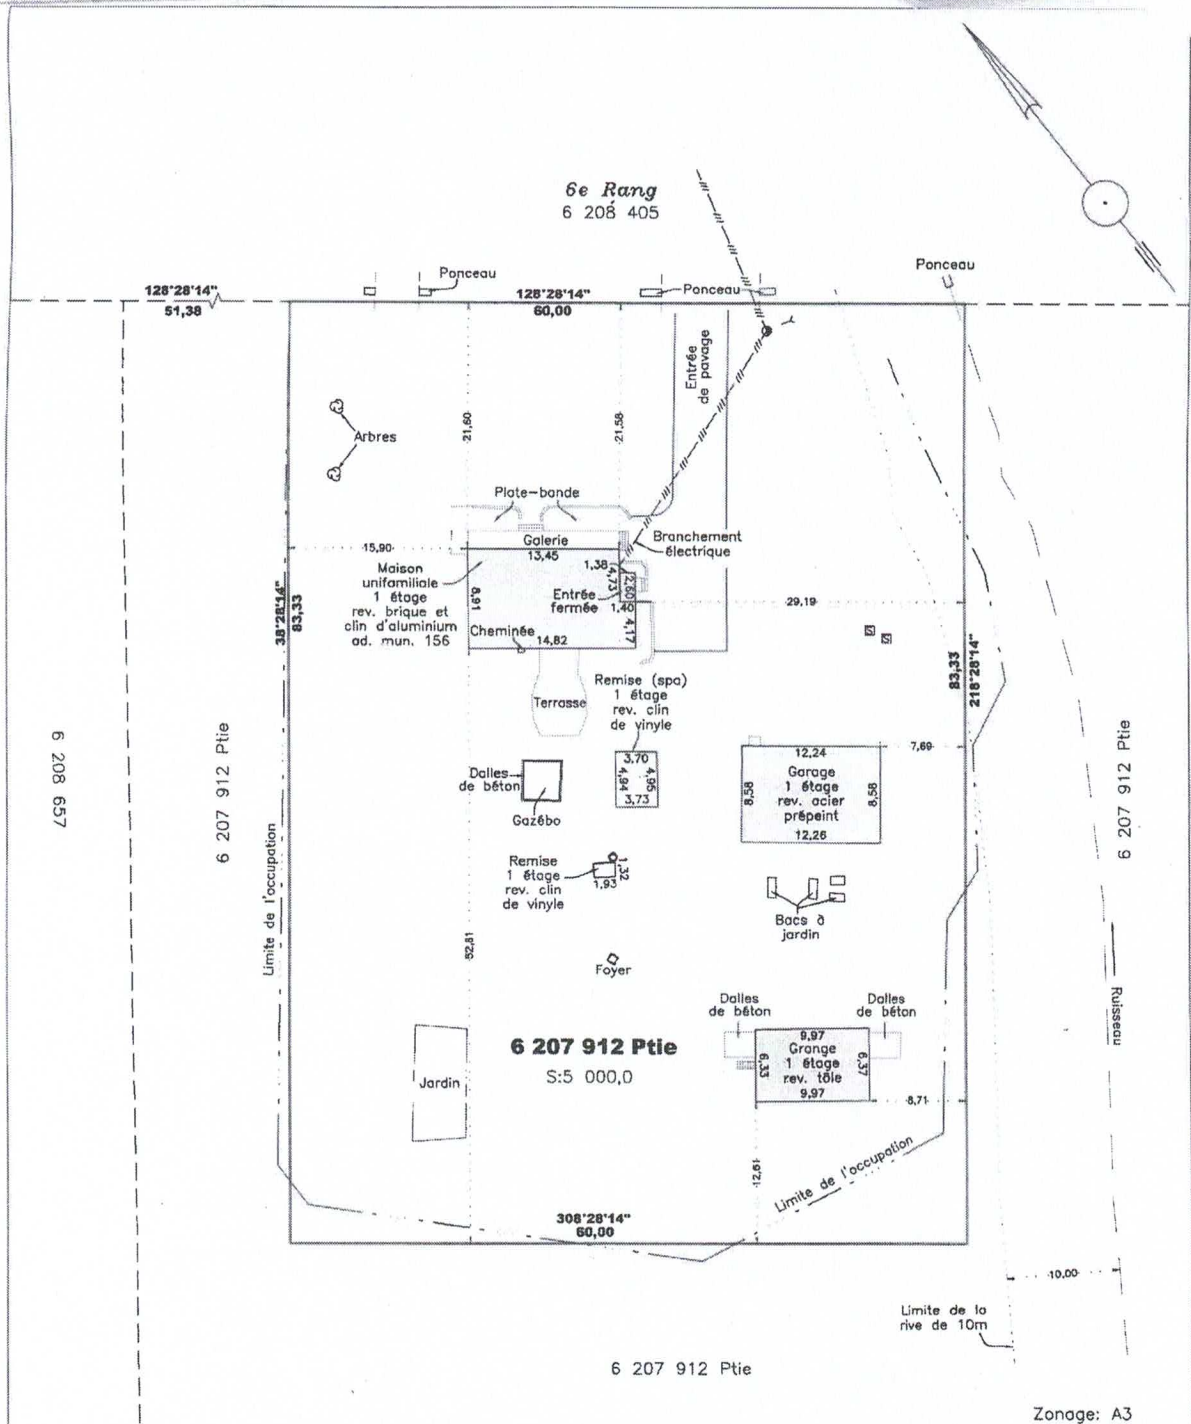 6e Rang
6 208 405
Ponceau
Ponceau
Ponceau
128°28'14"
51,38
128°28'14"
60,00
Entrée
de pavage
Arbres
21,60
21,58
Plate-bande
Galerie
13,45
Branchement
électrique
15,90
Maison
unifamiliale
1 étage
rev. brique et
clin d'aluminium
ad. mun. 156
8,91
1,38
4,73
2,60
Entrée
fermée
1,40
4,17
29,19
Cheminée
14,82
38°28'14"
83,33
83,33
218°28'14"
Terrasse
Remise (spa)
1 étage
rev. clin
de vinyle
3,70
4,94
4,95
3,73
Dalles
de béton
Gazébo
7,69
12,24
Garage
1 étage
rev. acier
prépeint
8,58
8,58
12,26
6 208 657
6 207 912 Ptie
6 207 912 Ptie
Limite de l'occupation
Remise
1 étage
rev. clin
de vinyle
1,32
1,93
Bacs à
jardin
52,81
Foyer
Ruisseau
Dalles
de béton
Dalles
de béton
9,97
Grange
1 étage
rev. tôle
6,33
6,37
9,97
6 207 912 Ptie
S:5 000,0
Jardin
8,71
12,61
Limite de l'occupation
308°28'14"
60,00
10,00
Limite de la
rive de 10m
6 207 912 Ptie
Zonage: A3